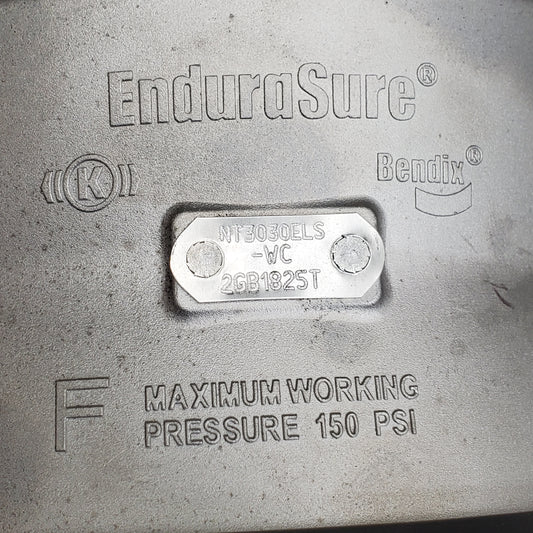 EnduraSure®
K
Bendix®
NT3030ELS
-WC
2GB1825T
F
MAXIMUM WORKING
PRESSURE 150 PSI